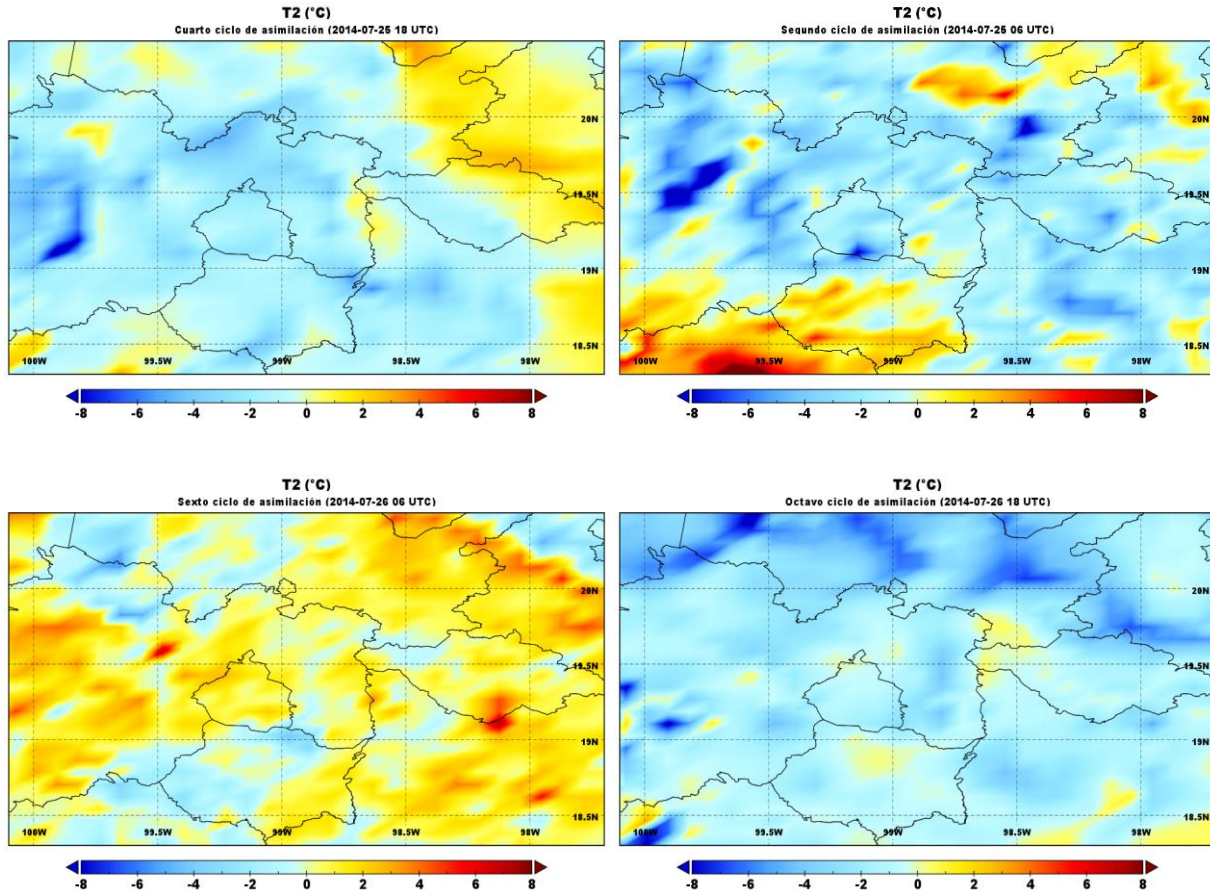 T2 (°C)
Cuarto ciclo de asimilación (2014-07-25 18 UTC)
20N
19.5N
19N
18.5N
100W 99.5W 99W 98.5W 98W
-8 -6 -4 -2 0 2 4 6 8
T2 (°C)
Segundo ciclo de asimilación (2014-07-25 06 UTC)
20N
19.5N
19N
18.5N
100W 99.5W 99W 98.5W 98W
-8 -6 -4 -2 0 2 4 6 8
T2 (°C)
Sexto ciclo de asimilación (2014-07-26 06 UTC)
20N
19.5N
19N
18.5N
100W 99.5W 99W 98.5W 98W
-8 -6 -4 -2 0 2 4 6 8
T2 (°C)
Octavo ciclo de asimilación (2014-07-26 18 UTC)
20N
19.5N
19N
18.5N
100W 99.5W 99W 98.5W 98W
-8 -6 -4 -2 0 2 4 6 8